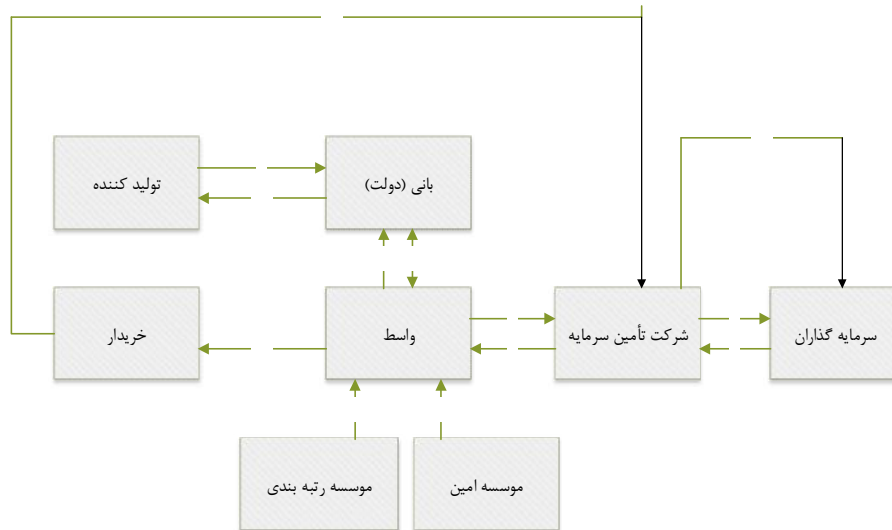 بانی (دولت)
تولید کننده
سرمایه گذاران
شرکت تأمین سرمایه
واسط
خریدار
موسسه امین
موسسه رتبه بندی